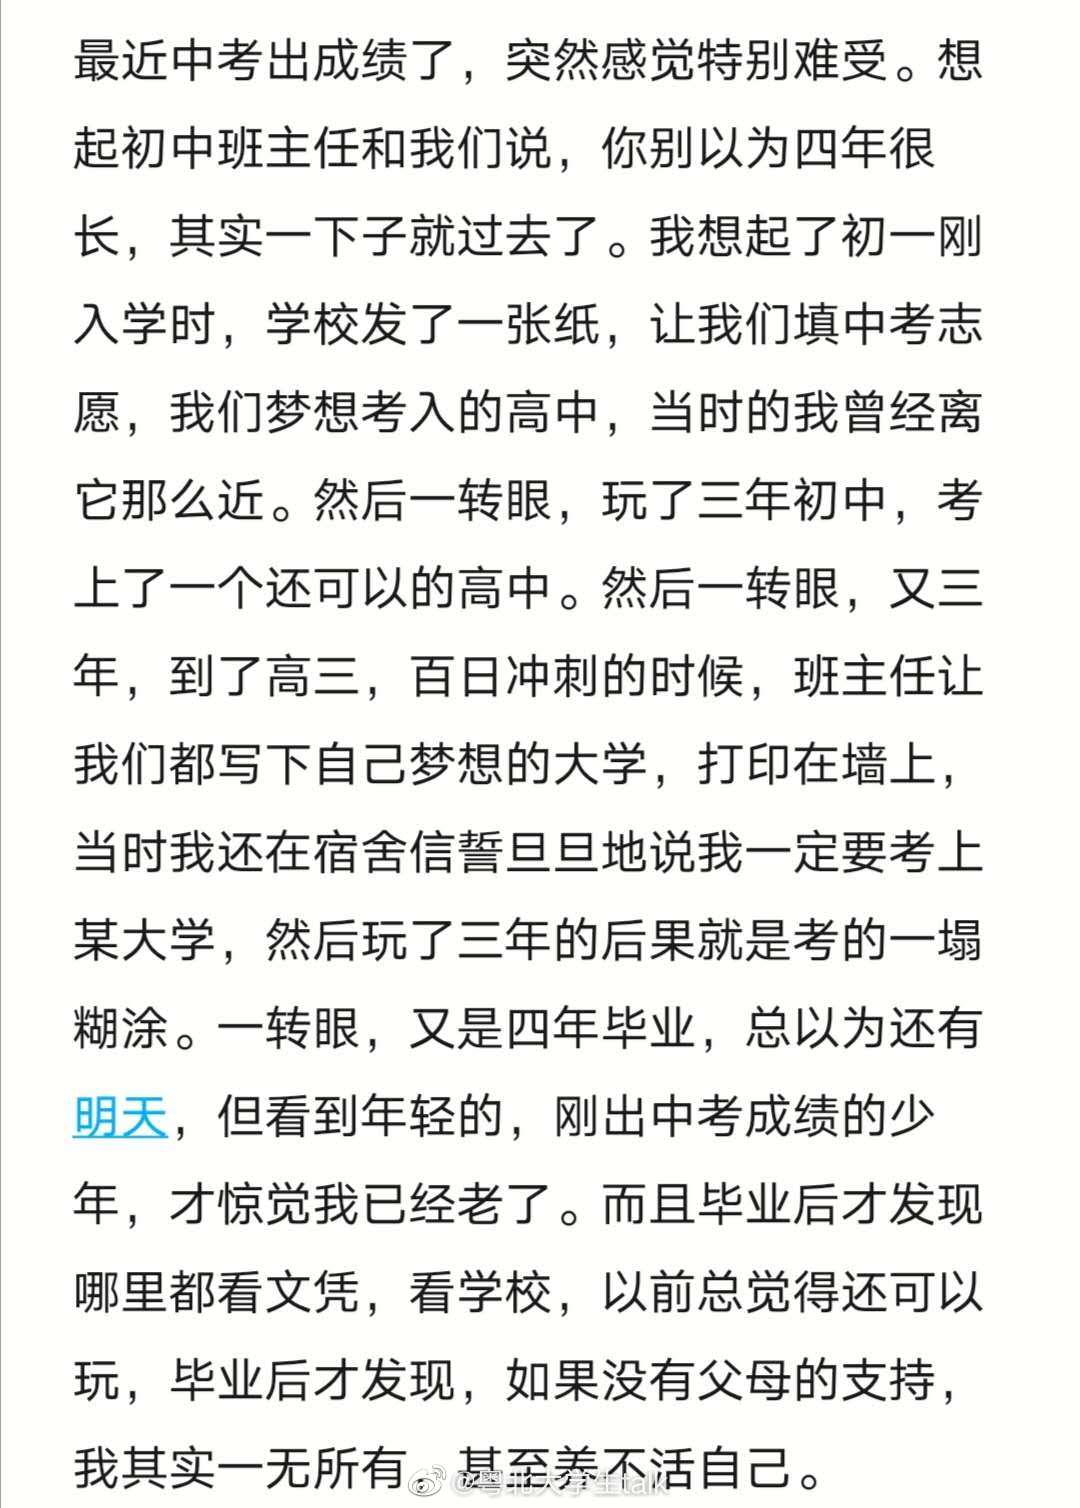 最近中考出成绩了，突然感觉特别难受。想
起初中班主任和我们说，你别以为四年很
长，其实一下子就过去了。我想起了初一刚
入学时，学校发了一张纸，让我们填中考志
愿，我们梦想考入的高中，当时的我曾经离
它那么近。然后一转眼，玩了三年初中，考
上了一个还可以的高中。然后一转眼，又三
年，到了高三，百日冲刺的时候，班主任让
我们都写下自己梦想的大学，打印在墙上，
当时我还在宿舍信誓旦旦地说我一定要考上
某大学，然后玩了三年的后果就是考的一塌
糊涂。一转眼，又是四年毕业，总以为还有
明天，但看到年轻的，刚出中考成绩的少
年，才惊觉我已经老了。而且毕业后才发现
哪里都看文凭，看学校，以前总觉得还可以
玩，毕业后才发现，如果没有父母的支持，
我其实一无所有，甚至养不活自己。
@粤北大学生talk